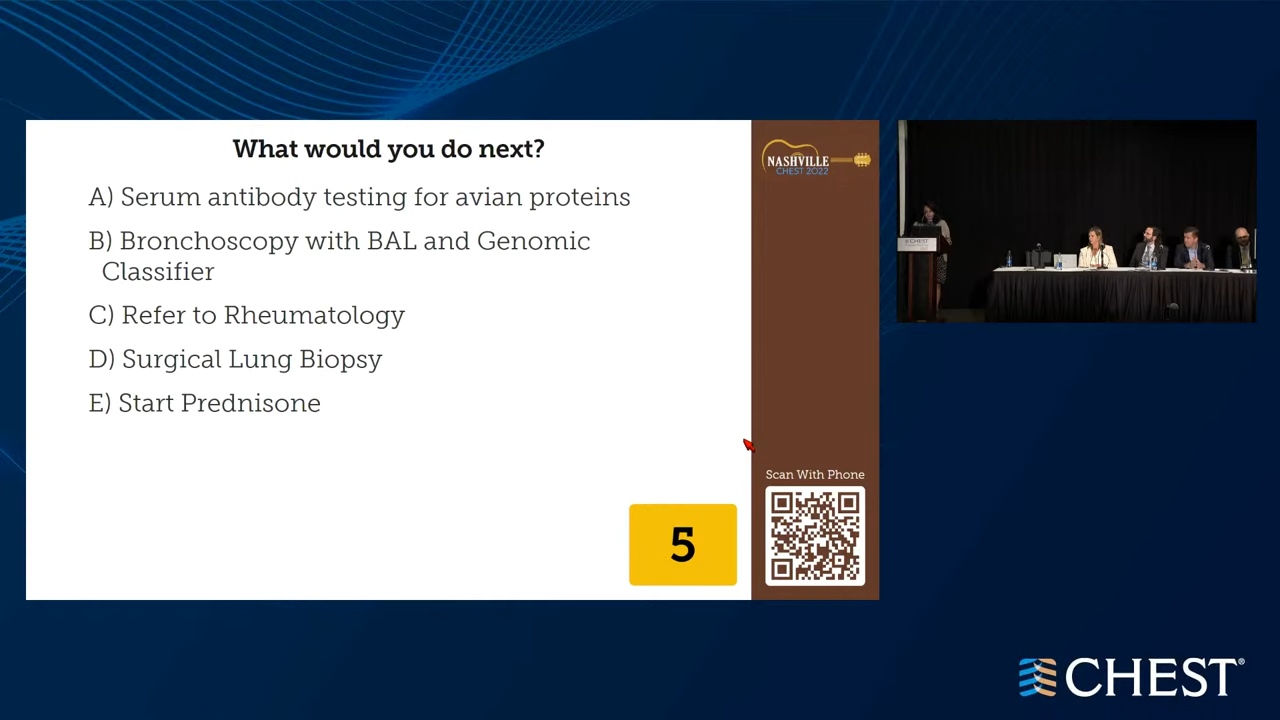 What would you do next?
A) Serum antibody testing for avian proteins
B) Bronchoscopy with BAL and Genomic
Classifier
C) Refer to Rheumatology
D) Surgical Lung Biopsy
E) Start Prednisone
5
NASHVILLE
CHEST 2022
Scan With Phone
CHEST
CHEST®